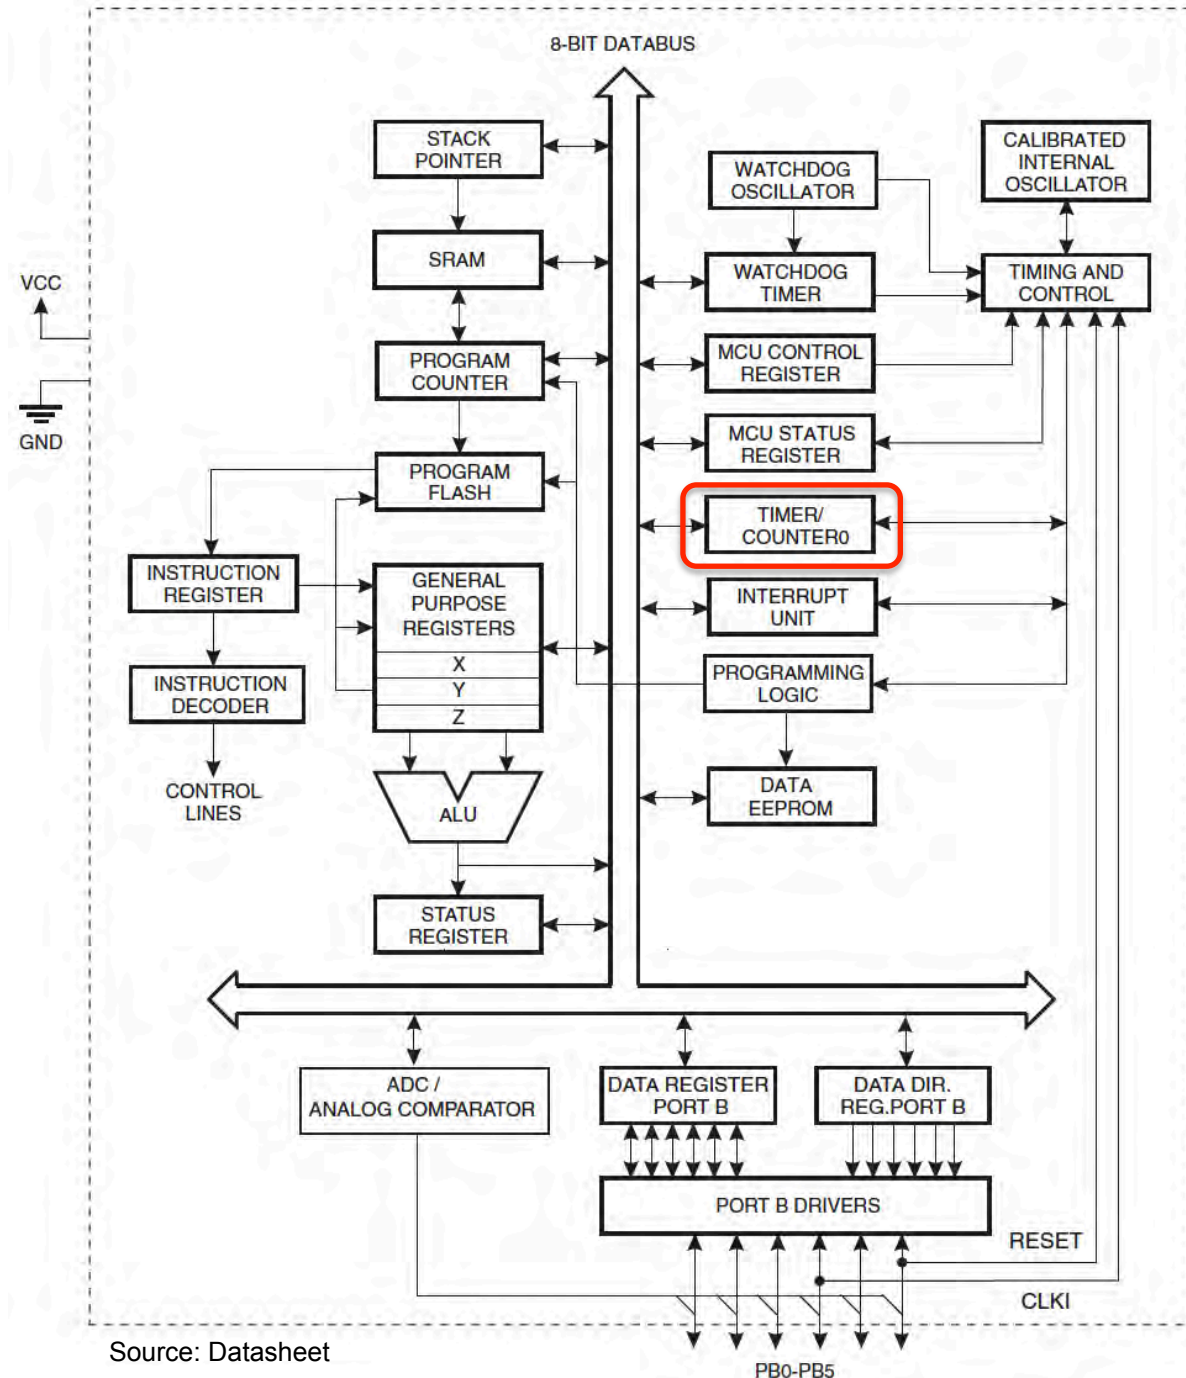 8-BIT DATABUS
STACK
POINTER
CALIBRATED
INTERNAL
OSCILLATOR
WATCHDOG
OSCILLATOR
SRAM
WATCHDOG
TIMER
TIMING AND
CONTROL
VCC
PROGRAM
COUNTER
MCU CONTROL
REGISTER
GND
MCU STATUS
REGISTER
PROGRAM
FLASH
TIMER/
COUNTER0
INSTRUCTION
REGISTER
GENERAL
PURPOSE
REGISTERS
X
Y
Z
INTERRUPT
UNIT
INSTRUCTION
DECODER
PROGRAMMING
LOGIC
CONTROL
LINES
ALU
DATA
EEPROM
STATUS
REGISTER
ADC /
ANALOG COMPARATOR
DATA REGISTER
PORT B
DATA DIR.
REG.PORT B
PORT B DRIVERS
RESET
CLKI
Source: Datasheet
PB0-PB5